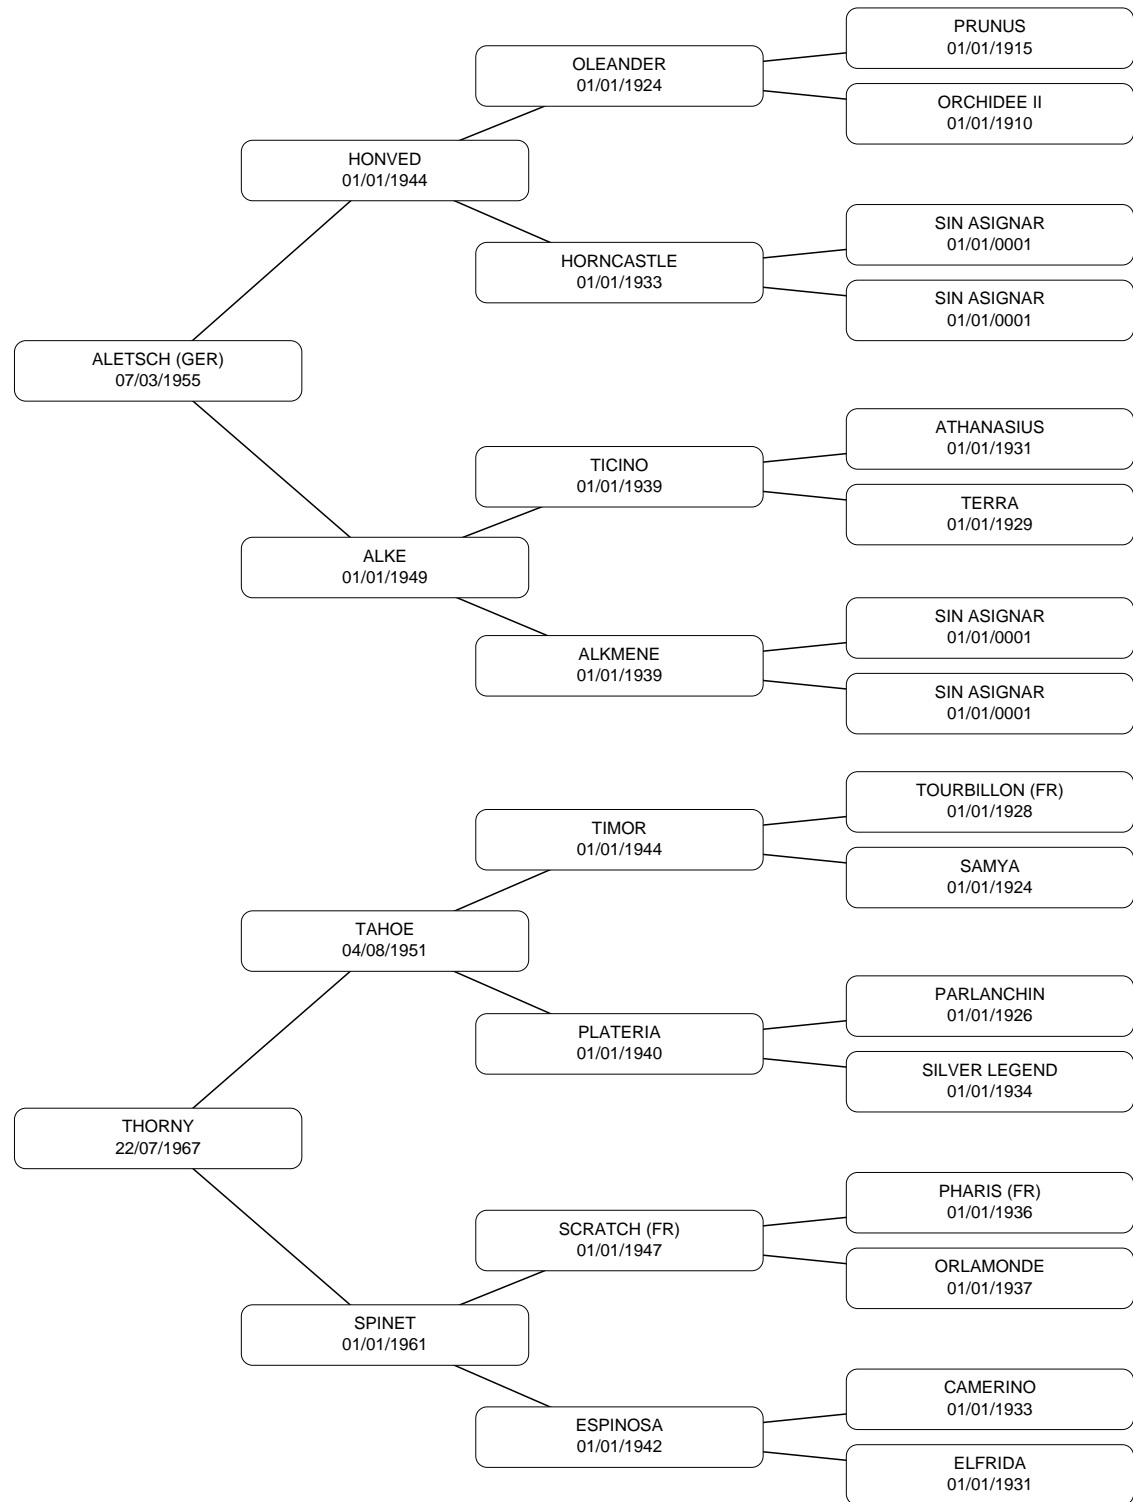 PRUNUS
01/01/1915
OLEANDER
01/01/1924
ORCHIDEE II
01/01/1910
HONVED
01/01/1944
SIN ASIGNAR
01/01/0001
HORNCASTLE
01/01/1933
SIN ASIGNAR
01/01/0001
ALETSCH (GER)
07/03/1955
ATHANASIUS
01/01/1931
TICINO
01/01/1939
TERRA
01/01/1929
ALKE
01/01/1949
SIN ASIGNAR
01/01/0001
ALKMENE
01/01/1939
SIN ASIGNAR
01/01/0001
TOURBILLON (FR)
01/01/1928
TIMOR
01/01/1944
SAMYA
01/01/1924
TAHOE
04/08/1951
PARLANCHIN
01/01/1926
PLATERIA
01/01/1940
SILVER LEGEND
01/01/1934
THORNY
22/07/1967
PHARIS (FR)
01/01/1936
SCRATCH (FR)
01/01/1947
ORLAMONDE
01/01/1937
SPINET
01/01/1961
CAMERINO
01/01/1933
ESPINOSA
01/01/1942
ELFRIDA
01/01/1931